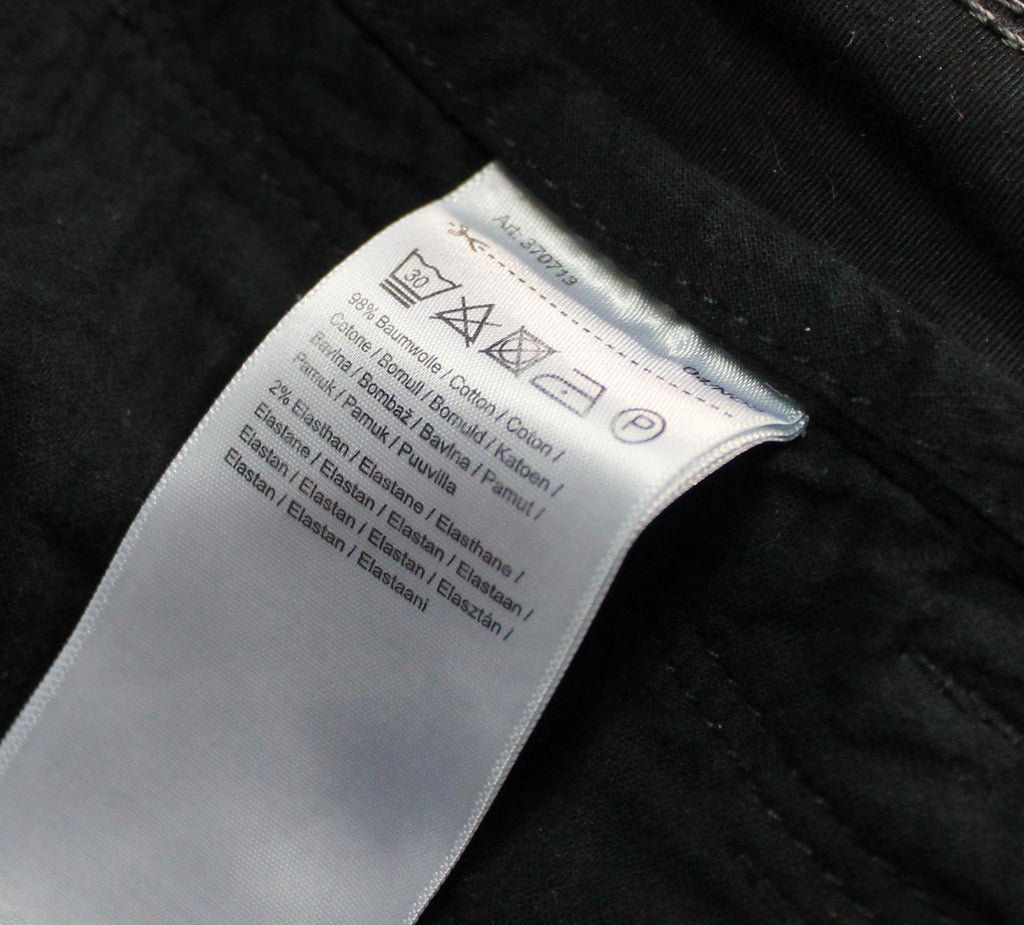 Art. 370713
30
P
98% Baumwolle / Cotton / Coton /
Cotone / Bomull / Bomuld / Katoen /
Bavlna / Bombaž / Bavlna / Pamut /
Pamuk / Pamuk / Puuvilla
2% Elasthan / Elastane / Elasthane /
Elastane / Elastan / Elastan / Elastaan /
Elastan / Elastan / Elastan / Elasztán /
Elastan / Elastan / Elastaani